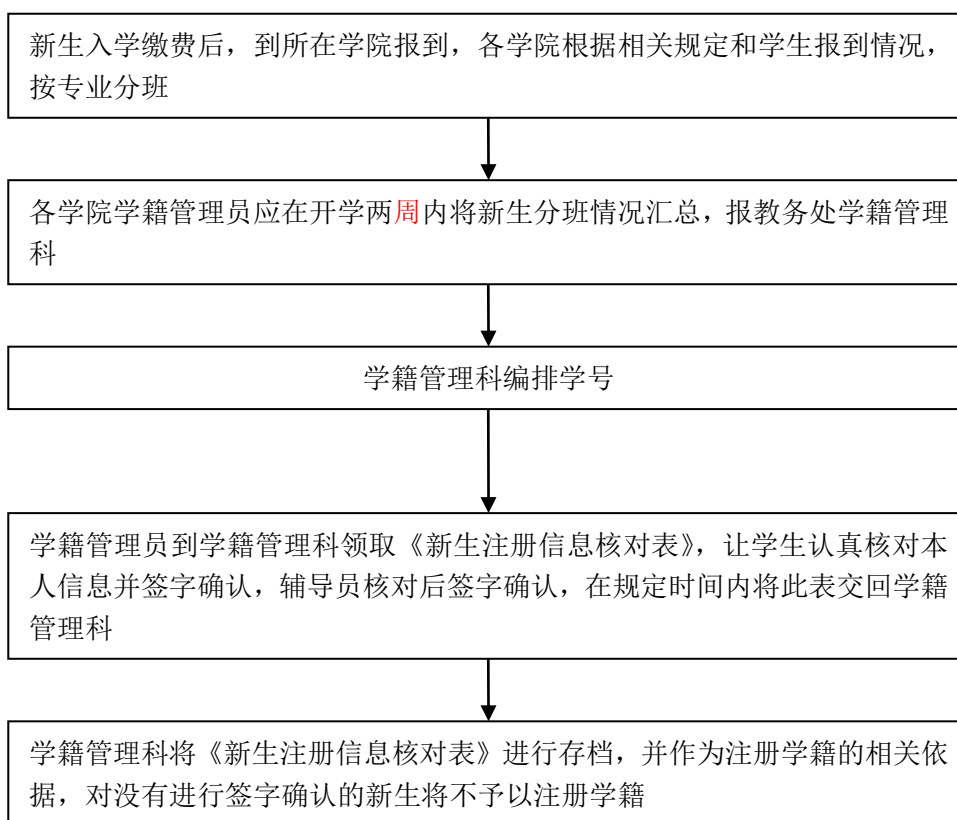 新生入学缴费后，到所在学院报到，各学院根据相关规定和学生报到情况，
按专业分班
各学院学籍管理员应在开学两周内将新生分班情况汇总，报教务处学籍管理
科
学籍管理科编排学号
学籍管理员到学籍管理科领取《新生注册信息核对表》，让学生认真核对本
人信息并签字确认，辅导员核对后签字确认，在规定时间内将此表交回学籍
管理科
学籍管理科将《新生注册信息核对表》进行存档，并作为注册学籍的相关依
据，对没有进行签字确认的新生将不予以注册学籍